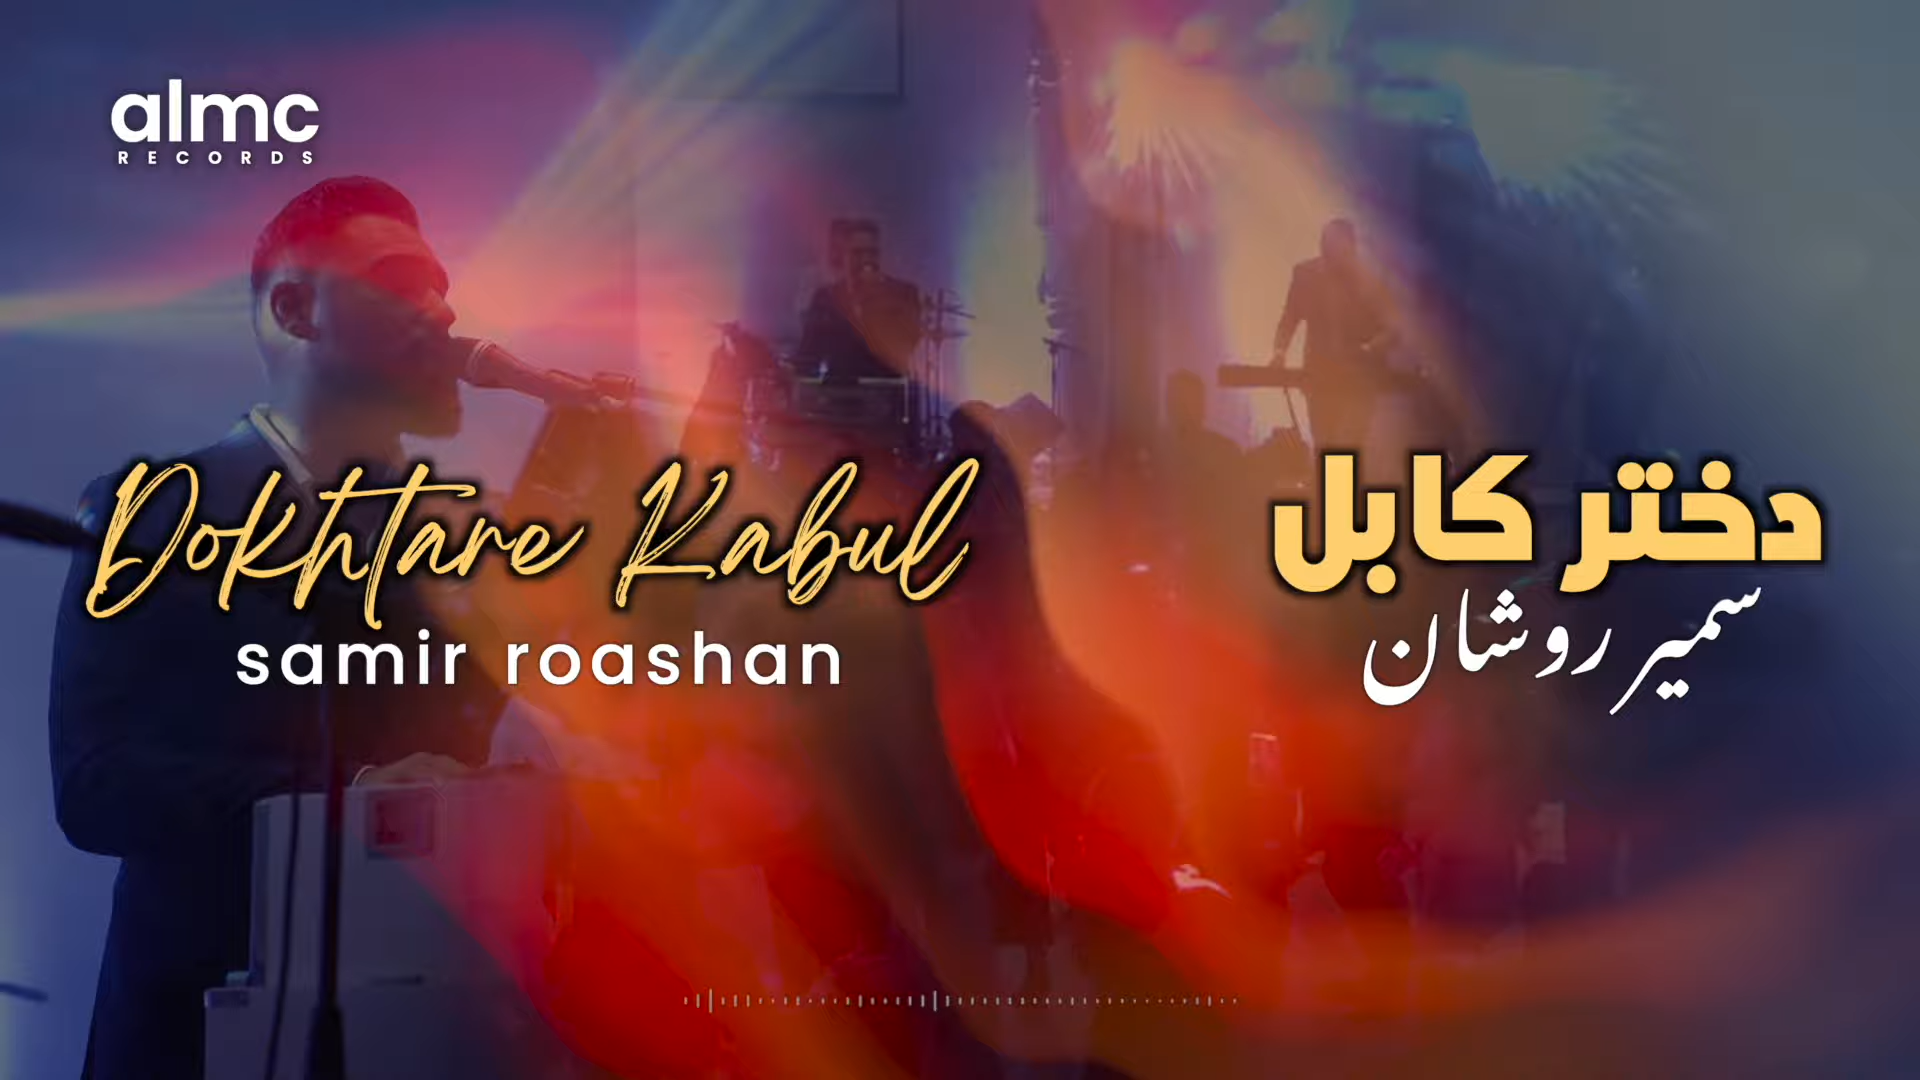 almc
RECORDS
Dokhtare Kabul
samir roashan
دختر کابل
سمیر روشان